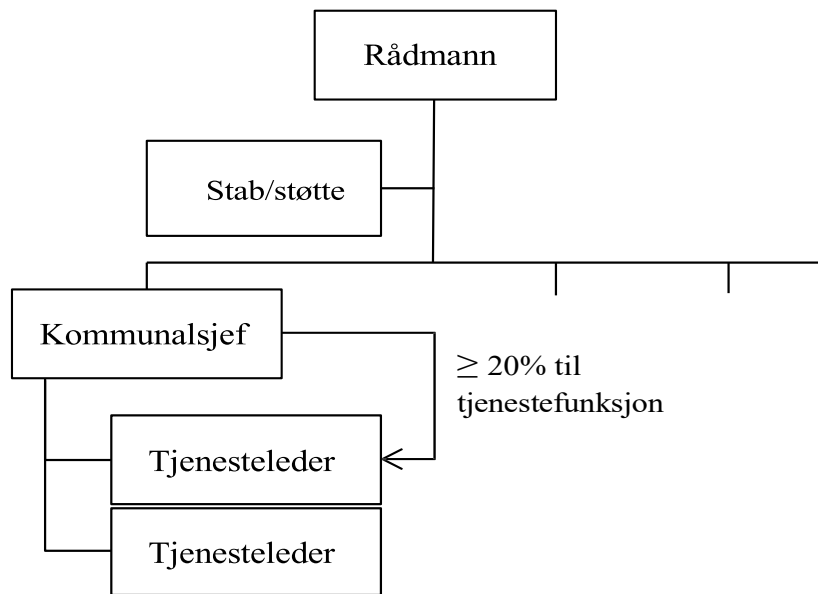 Rådmann
Stab/støtte
Kommunalsjef
≥ 20% til
tjenestefunksjon
Tjenesteleder
Tjenesteleder